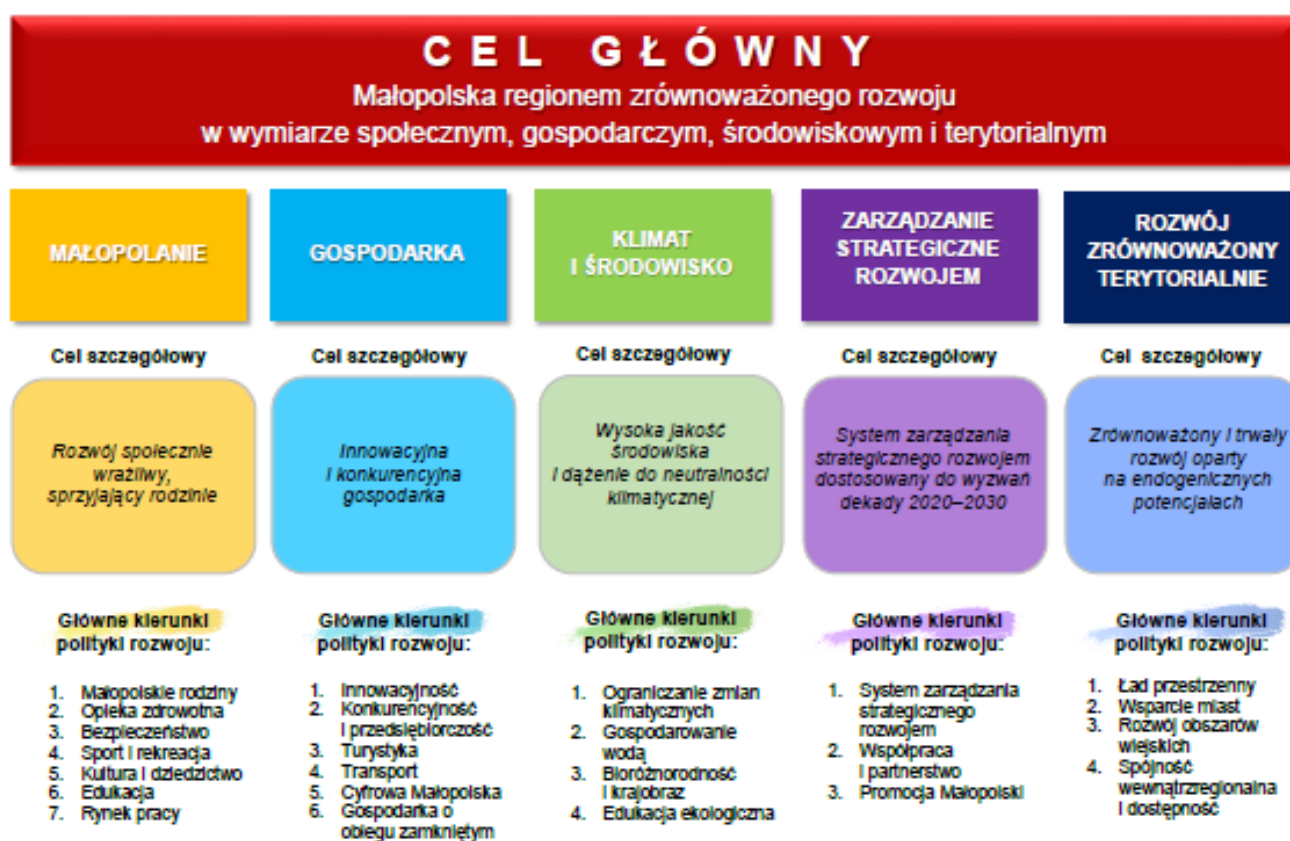 CEL GŁÓWNY
Małopolska regionem zrównoważonego rozwoju
w wymiarze społecznym, gospodarczym, środowiskowym i terytorialnym
MAŁOPOLANIE
Cel szczegółowy
Rozwój społecznie
wrażliwy,
sprzyjający rodzinie
Główne kierunki
polityki rozwoju:
1. Małopolskie rodziny
2. Opieka zdrowotna
3. Bezpieczeństwo
4. Sport i rekreacja
5. Kultura i dziedzictwo
6. Edukacja
7. Rynek pracy
GOSPODARKA
Cel szczegółowy
Innowacyjna
i konkurencyjna
gospodarka
Główne kierunki
polityki rozwoju:
1. Innowacyjność
2. Konkurencyjność
i przedsiębiorczość
3. Turystyka
4. Transport
5. Cyfrowa Małopolska
6. Gospodarka o
obiegu zamkniętym
KLIMAT
I ŚRODOWISKO
Cel szczegółowy
Wysoka jakość
środowiska
i dążenie do neutralności
klimatycznej
Główne kierunki
polityki rozwoju:
1. Ograniczanie zmian
klimatycznych
2. Gospodarowanie
wodą
3. Bioróżnorodność
i krajobraz
4. Edukacja ekologiczna
ZARZĄDZANIE
STRATEGICZNE
ROZWOJEM
Cel szczegółowy
System zarządzania
strategicznego rozwojem
dostosowany do wyzwań
dekady 2020–2030
Główne kierunki
polityki rozwoju:
1. System zarządzania
strategicznego
rozwojem
2. Współpraca
i partnerstwo
3. Promocja Małopolski
ROZWÓJ
ZRÓWNOWAŻONY
TERYTORIALNIE
Cel szczegółowy
Zrównoważony i trwały
rozwój oparty
na endogenicznych
potencjałach
Główne kierunki
polityki rozwoju:
1. Ład przestrzenny
2. Wsparcie miast
3. Rozwój obszarów
wiejskich
4. Spójność
wewnątrzregionalna
i dostępność